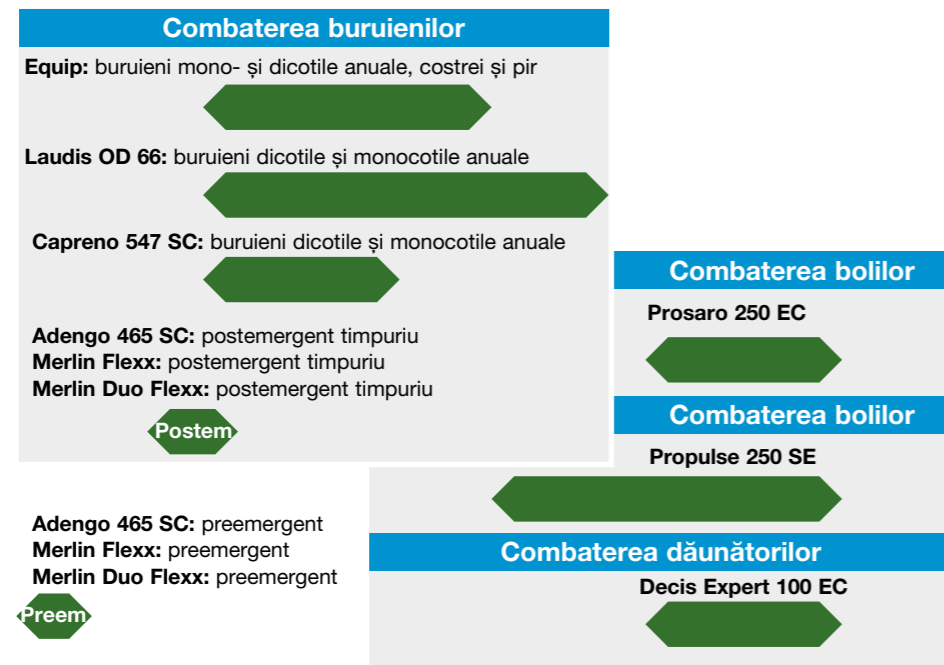 Combaterea buruienilor
Equip: buruieni mono- și dicotile anuale, costrei și pir
Laudis OD 66: buruieni dicotile și monocotile anuale
Capreno 547 SC: buruieni dicotile și monocotile anuale
Adengo 465 SC: postemergent timpuriu
Merlin Flexx: postemergent timpuriu
Merlin Duo Flexx: postemergent timpuriu
Postem
Adengo 465 SC: preemergent
Merlin Flexx: preemergent
Merlin Duo Flexx: preemergent
Preem
Combaterea bolilor
Prosaro 250 EC
Combaterea bolilor
Propulse 250 SE
Combaterea dăunătorilor
Decis Expert 100 EC